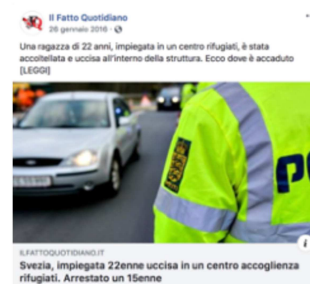 Il Fatto Quotidiano
26 gennaio 2016 ·
Una ragazza di 22 anni, impiegata in un centro rifugiati, è stata
accoltellata e uccisa all'interno della struttura. Ecco dove è accaduto
[LEGGI]
ILFATTOQUOTIDIANO.IT
Svezia, impiegata 22enne uccisa in un centro accoglienza
rifugiati. Arrestato un 15enne